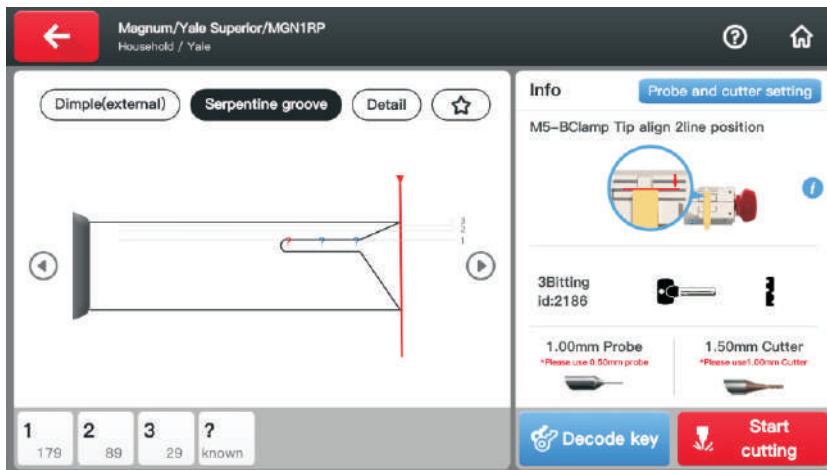 Magnum/Yale Superior/MGN1RP
Household / Yale
Dimple(external)
Serpentine groove
Detail
3
2
1
? ? ?
1
179
2
89
3
29
?
known
Info
Probe and cutter setting
M5-BClamp Tip align 2line position
i
3Bitting
id:2186
1.00mm Probe
*Please use 0.50mm probe
1.50mm Cutter
*Please use1.00mm Cutter
Decode key
Start
cutting